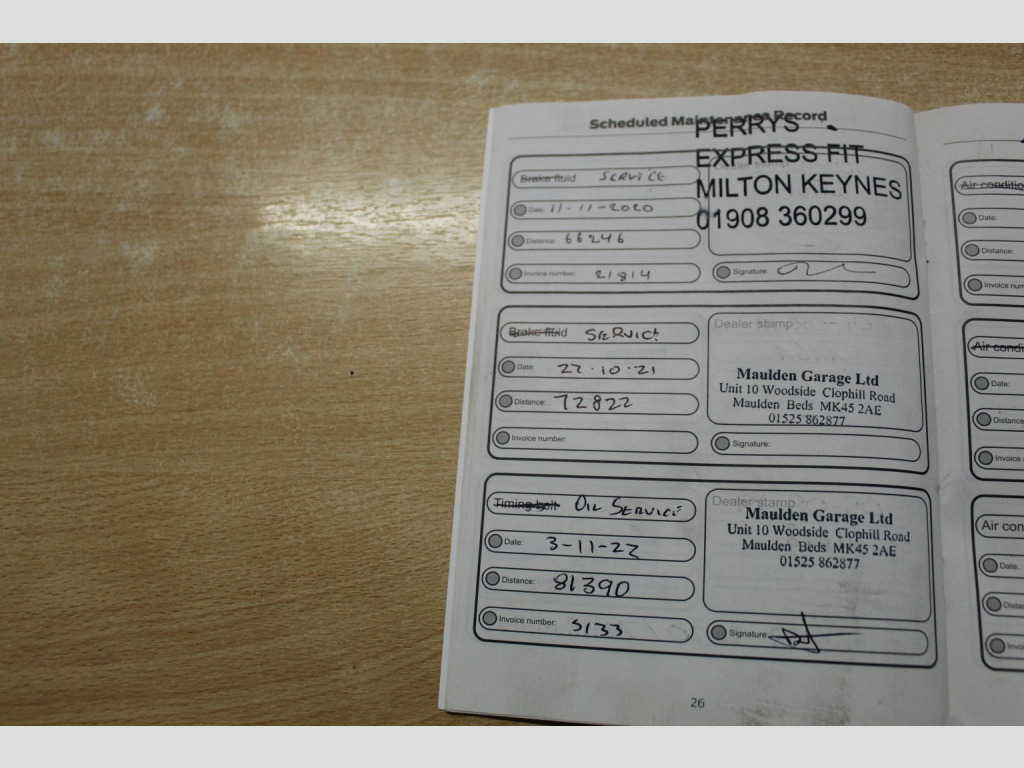 Scheduled Maintenance Record
Brake fluid SERVICE
Date: 11-11-2020
Distance: 66246
Invoice number: 21814
PERRYS
EXPRESS FIT
MILTON KEYNES
01908 360299
Signature:
Brake fluid SERVICE
Date: 22.10.21
Distance: 72822
Invoice number:
Dealer stamp
Maulden Garage Ltd
Unit 10 Woodside Clophill Road
Maulden Beds MK45 2AE
01525 862877
Signature:
Timing belt OIL SERVICE
Date: 3-11-22
Distance: 81390
Invoice number: 5133
Dealer stamp
Maulden Garage Ltd
Unit 10 Woodside Clophill Road
Maulden Beds MK45 2AE
01525 862877
Signature:
26
Air conditio
Date:
Distance:
Invoice num
Air condi
Date:
Distance
Invoice
Air con
Date:
Distan
Invoi